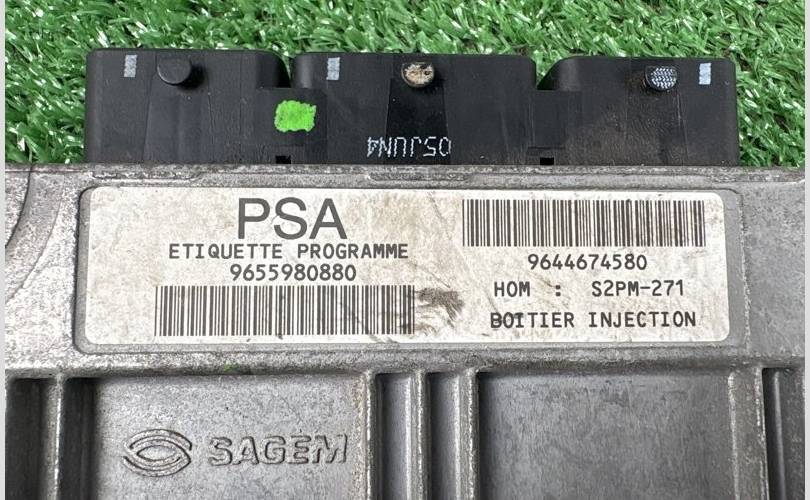 05JUN4
PSA
ETIQUETTE PROGRAMME
9655980880
9644674580
HOM : S2PM-271
BOITIER INJECTION
SAGEM